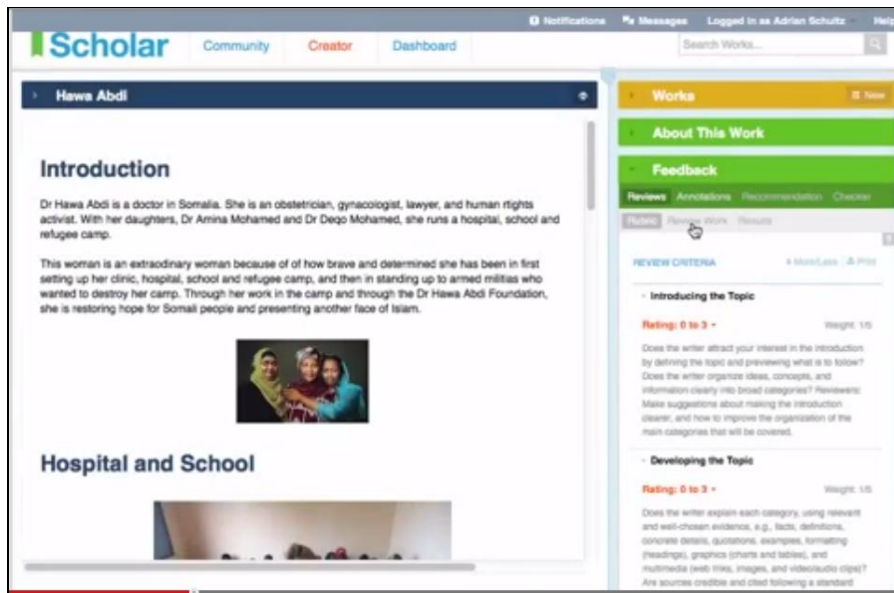 Notifications Messages Logged in as Adrian Schultz Help
Scholar Community Creator Dashboard Search Works...
Hawa Abdi
Introduction
Dr Hawa Abdi is a doctor in Somalia. She is an obstetrician, gynacologist, lawyer, and human rtights
activist. With her daughters, Dr Amina Mohamed and Dr Deqo Mohamed, she runs a hospital, school and
refugee camp.
This woman is an extraodinary woman because of of how brave and determined she has been in first
setting up her clinic, hospital, school and refugee camp, and then in standing up to armed militias who
wanted to destroy her camp. Through her work in the camp and through the Dr Hawa Abdi Foundation,
she is restoring hope for Somali people and presenting another face of Islam.
Hospital and School
Works New
About This Work
Feedback
Reviews Annotations Recommendation Checker
Rubric Review Work Results
REVIEW CRITERIA More/Less Print
- Introducing the Topic
Rating: 0 to 3 Weight: 1/5
Does the writer attract your interest in the introduction
by defining the topic and previewing what is to follow?
Does the writer organize ideas, concepts, and
information clearly into broad categories? Reviewers:
Make suggestions about making the introduction
clearer, and how to improve the organization of the
main categories that will be covered.
- Developing the Topic
Rating: 0 to 3 Weight: 1/5
Does the writer explain each category, using relevant
and well-chosen evidence, e.g., facts, definitions,
concrete details, quotations, examples, formatting
(headings), graphics (charts and tables), and
multimedia (web links, images, and video/audio clips)?
Are sources credible and cited following a standard